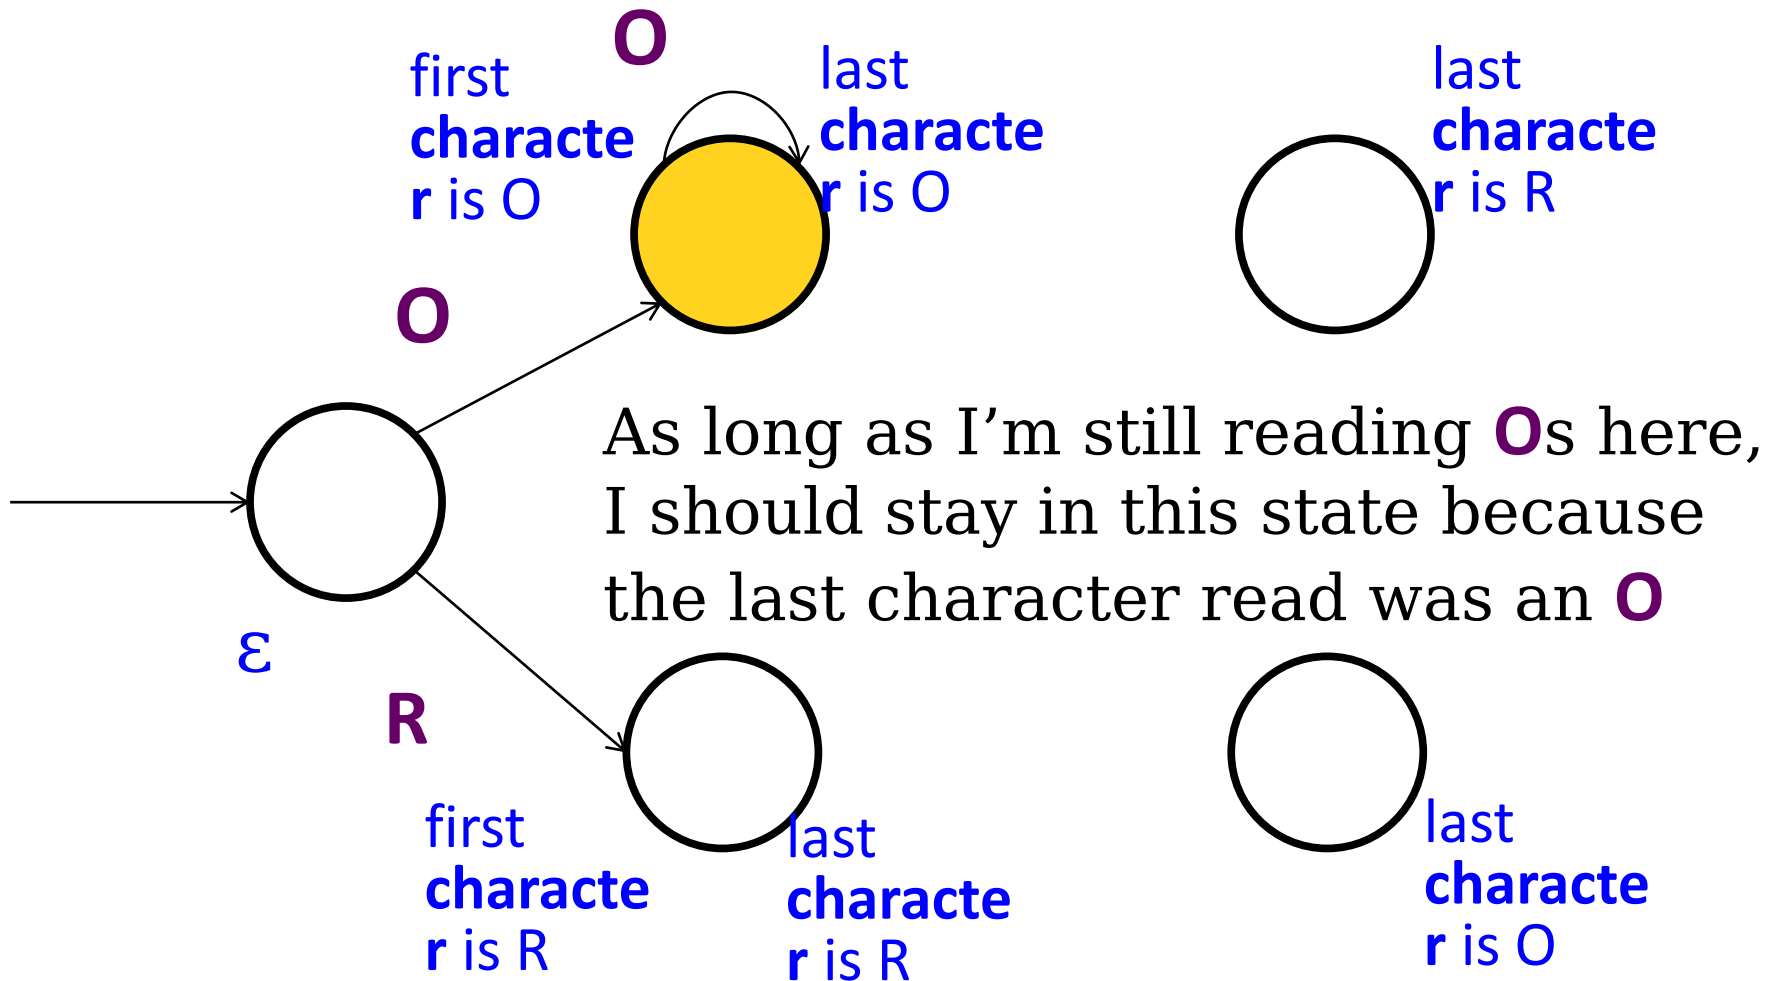 O
first
characte
r is O
last
characte
r is O
last
characte
r is R
O
As long as I’m still reading Os here,
I should stay in this state because
the last character read was an O
ε
R
first
characte
r is R
last
characte
r is R
last
characte
r is O